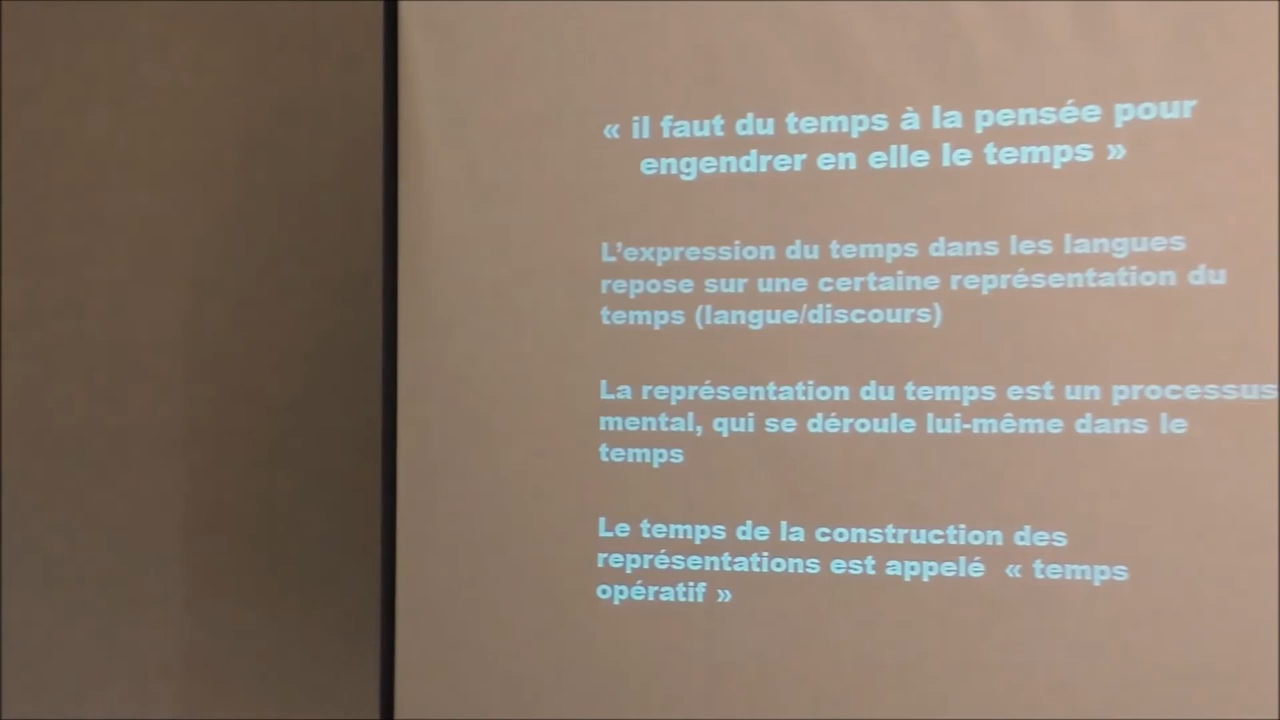 « il faut du temps à la pensée pour
engendrer en elle le temps »
L’expression du temps dans les langues
repose sur une certaine représentation du
temps (langue/discours)
La représentation du temps est un processus
mental, qui se déroule lui-même dans le
temps
Le temps de la construction des
représentations est appelé « temps
opératif »